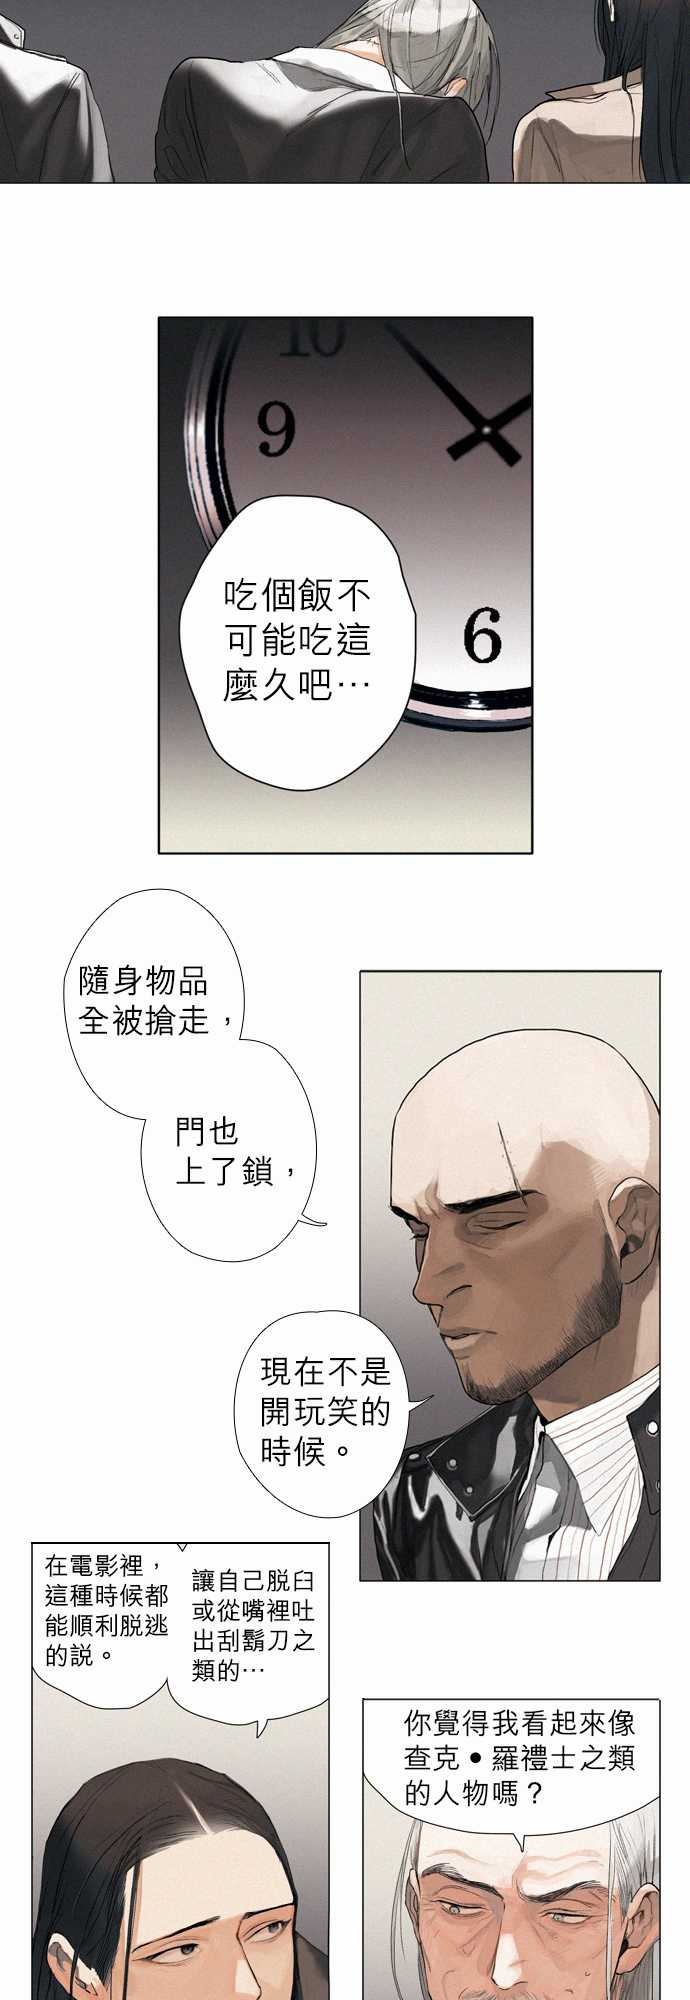 10
9
6
吃個飯不
可能吃這
麼久吧…
隨身物品
全被搶走，
門也
上了鎖，
現在不是
開玩笑的
時候。
在電影裡，
這種時候都
能順利脫逃
的說。
讓自己脫臼
或從嘴裡吐
出刮鬍刀之
類的…
你覺得我看起來像
查克•羅禮士之類
的人物嗎？